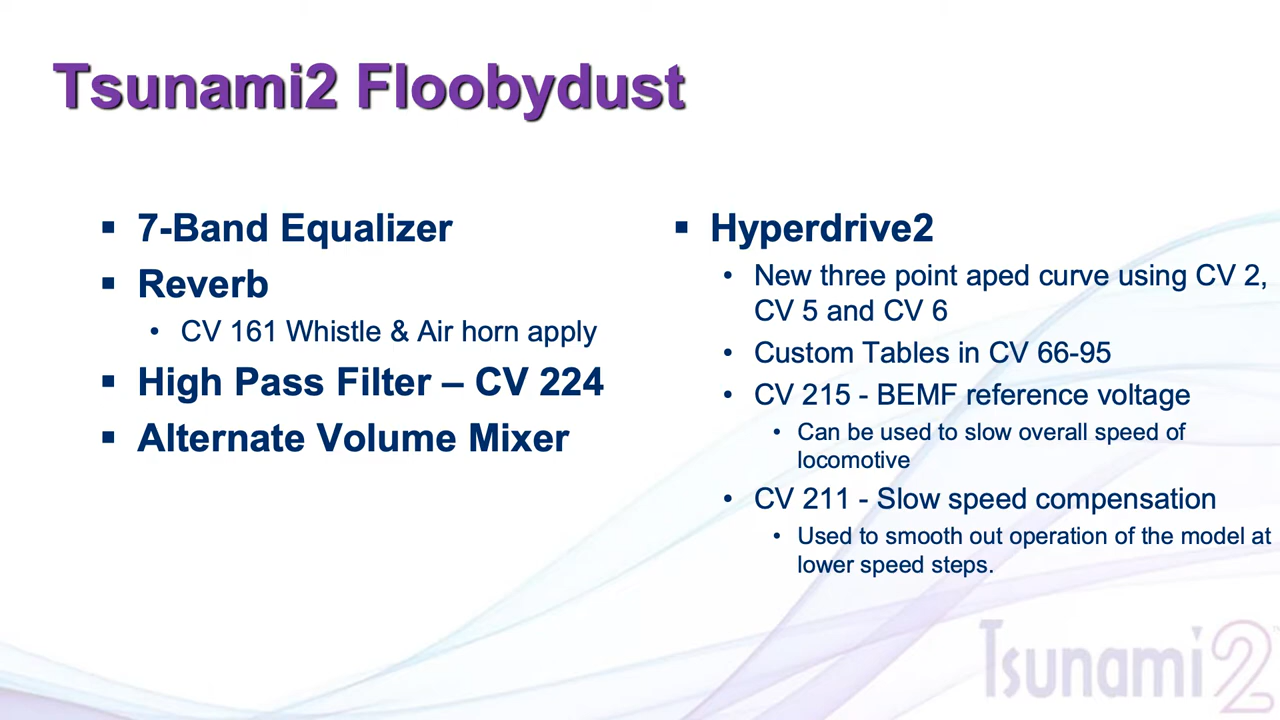 Tsunami2 Floobydust
▪ 7-Band Equalizer
▪ Reverb
• CV 161 Whistle & Air horn apply
▪ High Pass Filter – CV 224
▪ Alternate Volume Mixer
▪ Hyperdrive2
• New three point aped curve using CV 2,
CV 5 and CV 6
• Custom Tables in CV 66-95
• CV 215 - BEMF reference voltage
• Can be used to slow overall speed of
locomotive
• CV 211 - Slow speed compensation
• Used to smooth out operation of the model at
lower speed steps.
Tsunami2™